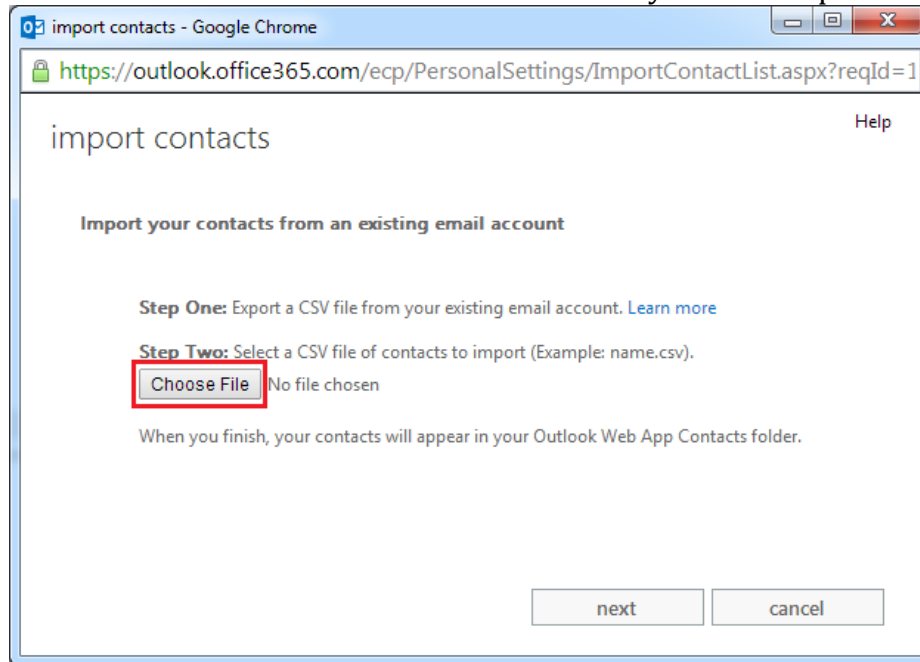 import contacts - Google Chrome
https://outlook.office365.com/ecp/PersonalSettings/ImportContactList.aspx?reqId=1
Help
import contacts
Import your contacts from an existing email account
Step One: Export a CSV file from your existing email account. Learn more
Step Two: Select a CSV file of contacts to import (Example: name.csv).
Choose File No file chosen
When you finish, your contacts will appear in your Outlook Web App Contacts folder.
next cancel